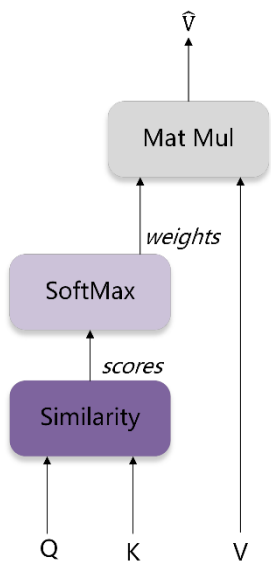 V̂
Mat Mul
weights
SoftMax
scores
Similarity
Q K V